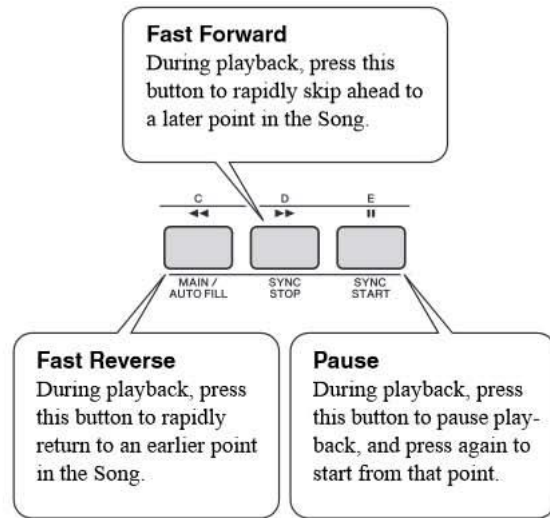 Fast Forward
During playback, press this
button to rapidly skip ahead to
a later point in the Song.
C D E
◄◄ ►► II
MAIN / AUTO FILL
SYNC STOP
SYNC START
Fast Reverse
During playback, press
this button to rapidly
return to an earlier point
in the Song.
Pause
During playback, press
this button to pause play-
back, and press again to
start from that point.